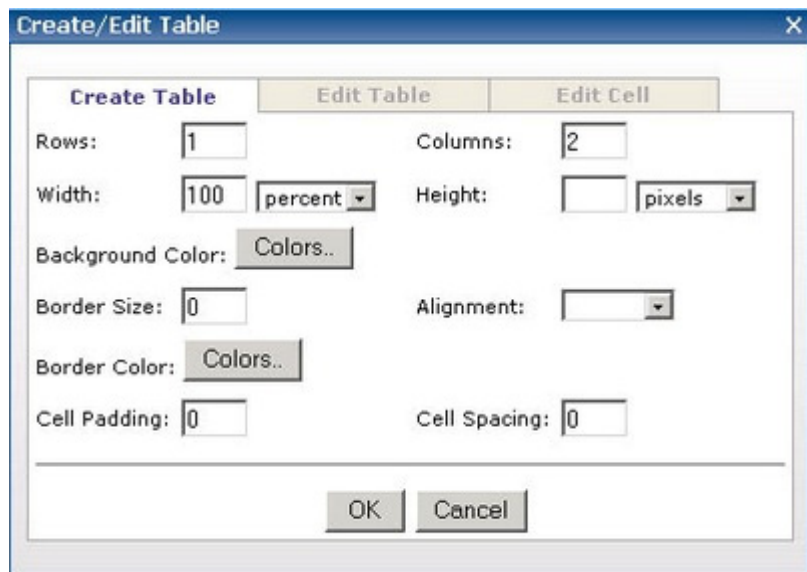 Create/Edit Table X
Create Table Edit Table Edit Cell
Rows: 1 Columns: 2
Width: 100 percent Height: pixels
Background Color: Colors..
Border Size: 0 Alignment:
Border Color: Colors..
Cell Padding: 0 Cell Spacing: 0
OK Cancel